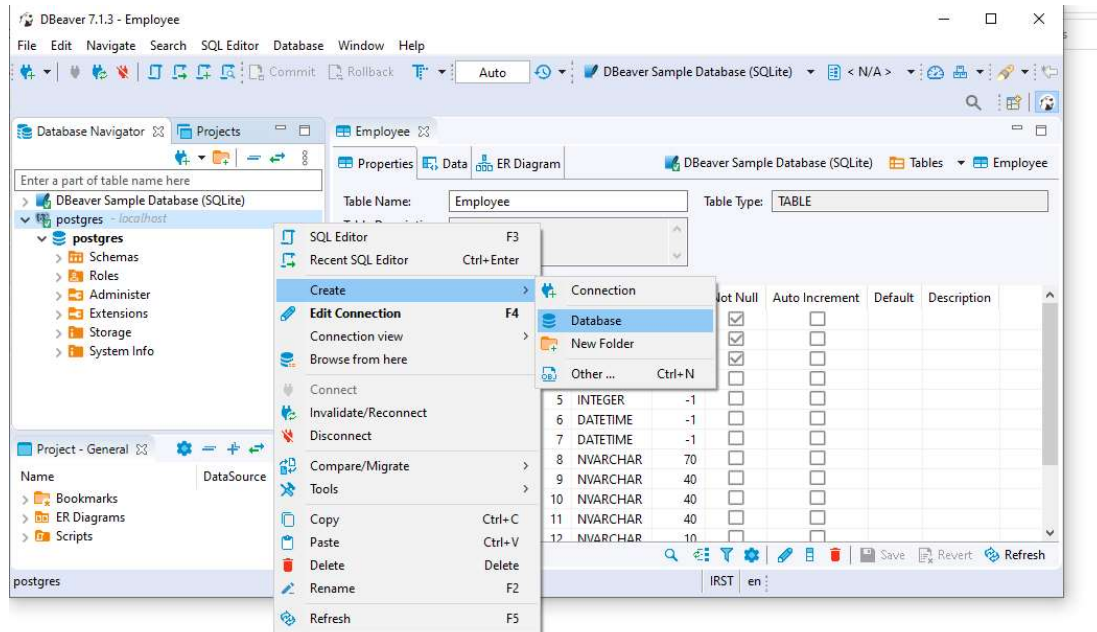 DBeaver 7.1.3 - Employee
File Edit Navigate Search SQL Editor Database Window Help
Commit Rollback Auto DBeaver Sample Database (SQLite) < N/A >
Database Navigator Projects
Employee
Properties Data ER Diagram DBeaver Sample Database (SQLite) Tables Employee
Enter a part of table name here
DBeaver Sample Database (SQLite)
postgres - localhost
postgres
Schemas
Roles
Administer
Extensions
Storage
System Info
Table Name: Employee Table Type: TABLE
SQL Editor F3
Recent SQL Editor Ctrl+Enter
Create
Edit Connection F4
Connection view
Browse from here
Connect
Invalidate/Reconnect
Disconnect
Compare/Migrate
Tools
Copy Ctrl+C
Paste Ctrl+V
Delete Delete
Rename F2
Refresh F5
Connection
Database
New Folder
Other ... Ctrl+N
Not Null Auto Increment Default Description
5 INTEGER -1
6 DATETIME -1
7 DATETIME -1
8 NVARCHAR 70
9 NVARCHAR 40
10 NVARCHAR 40
11 NVARCHAR 40
12 NVARCHAR 10
Project - General
Name DataSource
Bookmarks
ER Diagrams
Scripts
Save Revert Refresh
postgres
IRST en